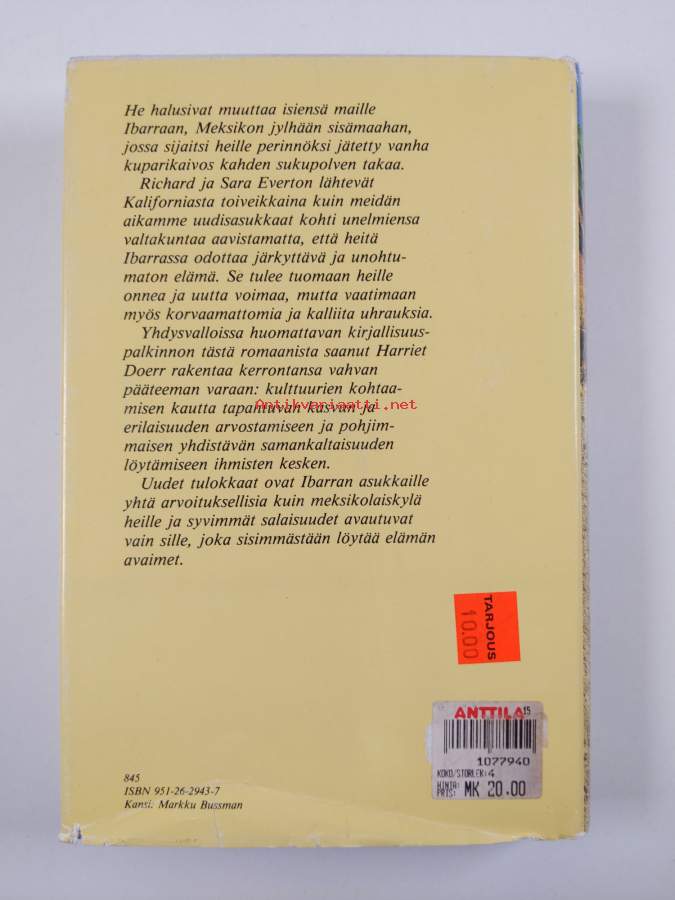 He halusivat muuttaa isiensä maille
Ibarraan, Meksikon jylhään sisämaahan,
jossa sijaitsi heille perinnöksi jätetty vanha
kuparikaivos kahden sukupolven takaa.
Richard ja Sara Everton lähtevät
Kaliforniasta toiveikkaina kuin meidän
aikamme uudisasukkaat kohti unelmiensa
valtakuntaa aavistamatta, että heitä
Ibarrassa odottaa järkyttävä ja unohtu-
maton elämä. Se tulee tuomaan heille
onnea ja uutta voimaa, mutta vaatimaan
myös korvaamattomia ja kalliita uhrauksia.
Yhdysvalloissa huomattavan kirjallisuus-
palkinnon tästä romaanista saanut Harriet
Doerr rakentaa kerrontansa vahvan
pääteeman varaan: kulttuurien kohtaa-
misen kautta tapahtuvan kasvun ja
Antikvariaatti.net
erilaisuuden arvostamiseen ja pohjim-
maisen yhdistävän samankaltaisuuden
löytämiseen ihmisten kesken.
Uudet tulokkaat ovat Ibarran asukkaille
yhtä arvoituksellisia kuin meksikolaiskylä
heille ja syvimmät salaisuudet avautuvat
vain sille, joka sisimmästään löytää elämän
avaimet.
TARJOUS
10.00
ANTTILA 15
1077940
KOKO/STORLEK: 4
HINTA:
PRIS: MK 20.00
845
ISBN 951-26-2943-7
Kansi: Markku Bussman